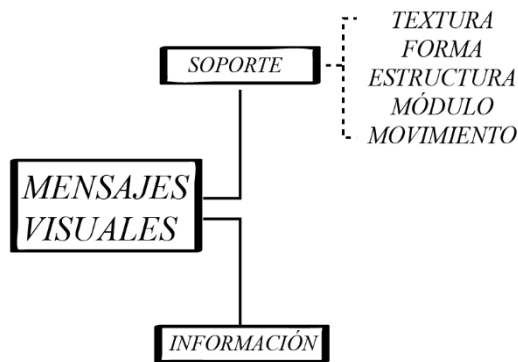 TEXTURA
FORMA
ESTRUCTURA
MÓDULO
MOVIMIENTO
SOPORTE
MENSAJES
VISUALES
INFORMACIÓN